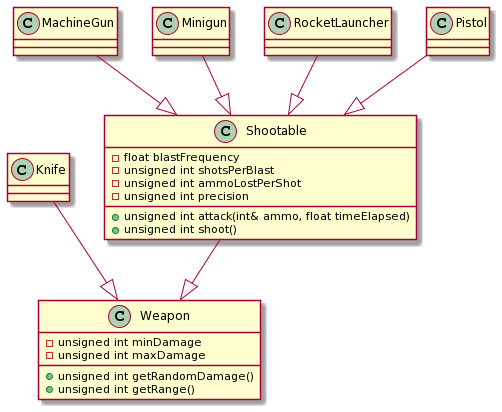 C MachineGun
C Minigun
C RocketLauncher
C Pistol
C Shootable
float blastFrequency
unsigned int shotsPerBlast
unsigned int ammoLostPerShot
unsigned int precision
unsigned int attack(int& ammo, float timeElapsed)
unsigned int shoot()
C Knife
C Weapon
unsigned int minDamage
unsigned int maxDamage
unsigned int getRandomDamage()
unsigned int getRange()